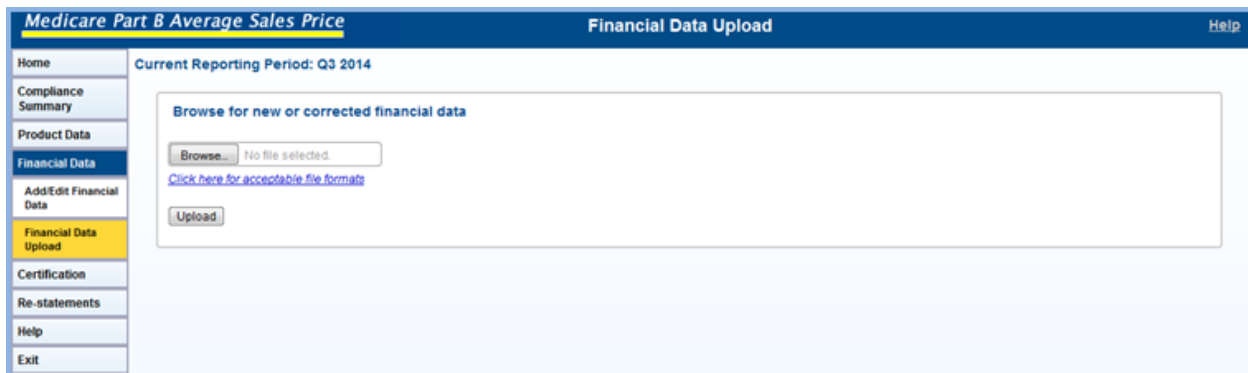 Medicare Part B Average Sales Price
Financial Data Upload
Help
Home
Compliance
Summary
Product Data
Financial Data
Add/Edit Financial
Data
Financial Data
Upload
Certification
Re-statements
Help
Exit
Current Reporting Period: Q3 2014
Browse for new or corrected financial data
Browse... No file selected.
Click here for acceptable file formats
Upload